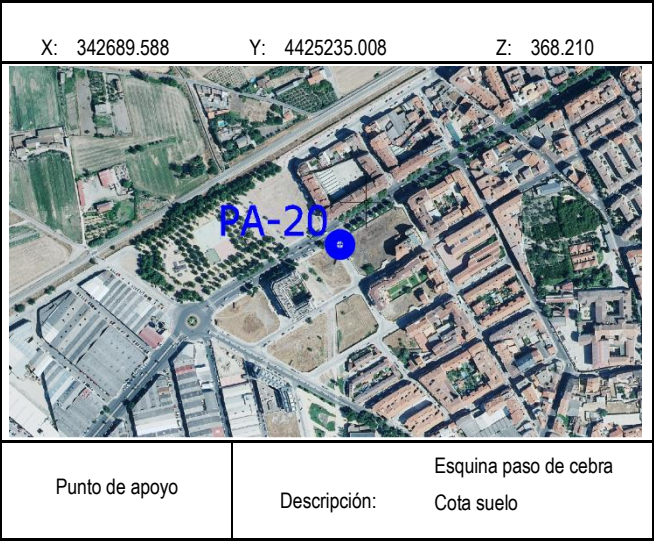 X: 342689.588 Y: 4425235.008 Z: 368.210
PA-20
Punto de apoyo
Descripción:
Esquina paso de cebra
Cota suelo